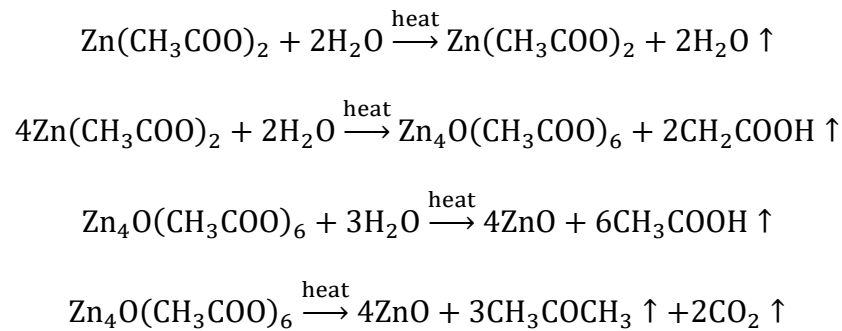 Zn(CH₃COO)₂ + 2H₂O →(heat) Zn(CH₃COO)₂ + 2H₂O ↑
4Zn(CH₃COO)₂ + 2H₂O →(heat) Zn₄O(CH₃COO)₆ + 2CH₂COOH ↑
Zn₄O(CH₃COO)₆ + 3H₂O →(heat) 4ZnO + 6CH₃COOH ↑
Zn₄O(CH₃COO)₆ →(heat) 4ZnO + 3CH₃COCH₃ ↑ +2CO₂ ↑